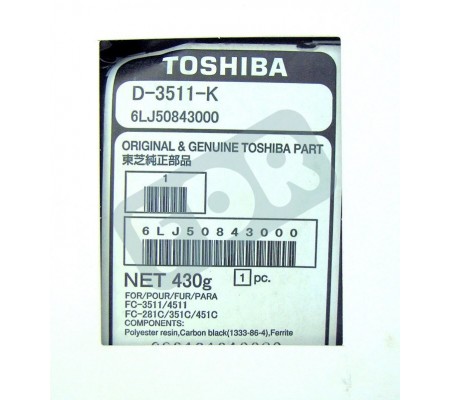 TOSHIBA
D-3511-K
6LJ50843000
ORIGINAL & GENUINE TOSHIBA PART
東芝純正部品
1
6LJ50843000
NET 430g 1 pc.
FOR/POUR/FUR/PARA
FC-3511/4511
FC-281C/351C/451C
COMPONENTS:
Polyester resin,Carbon black(1333-86-4),Ferrite